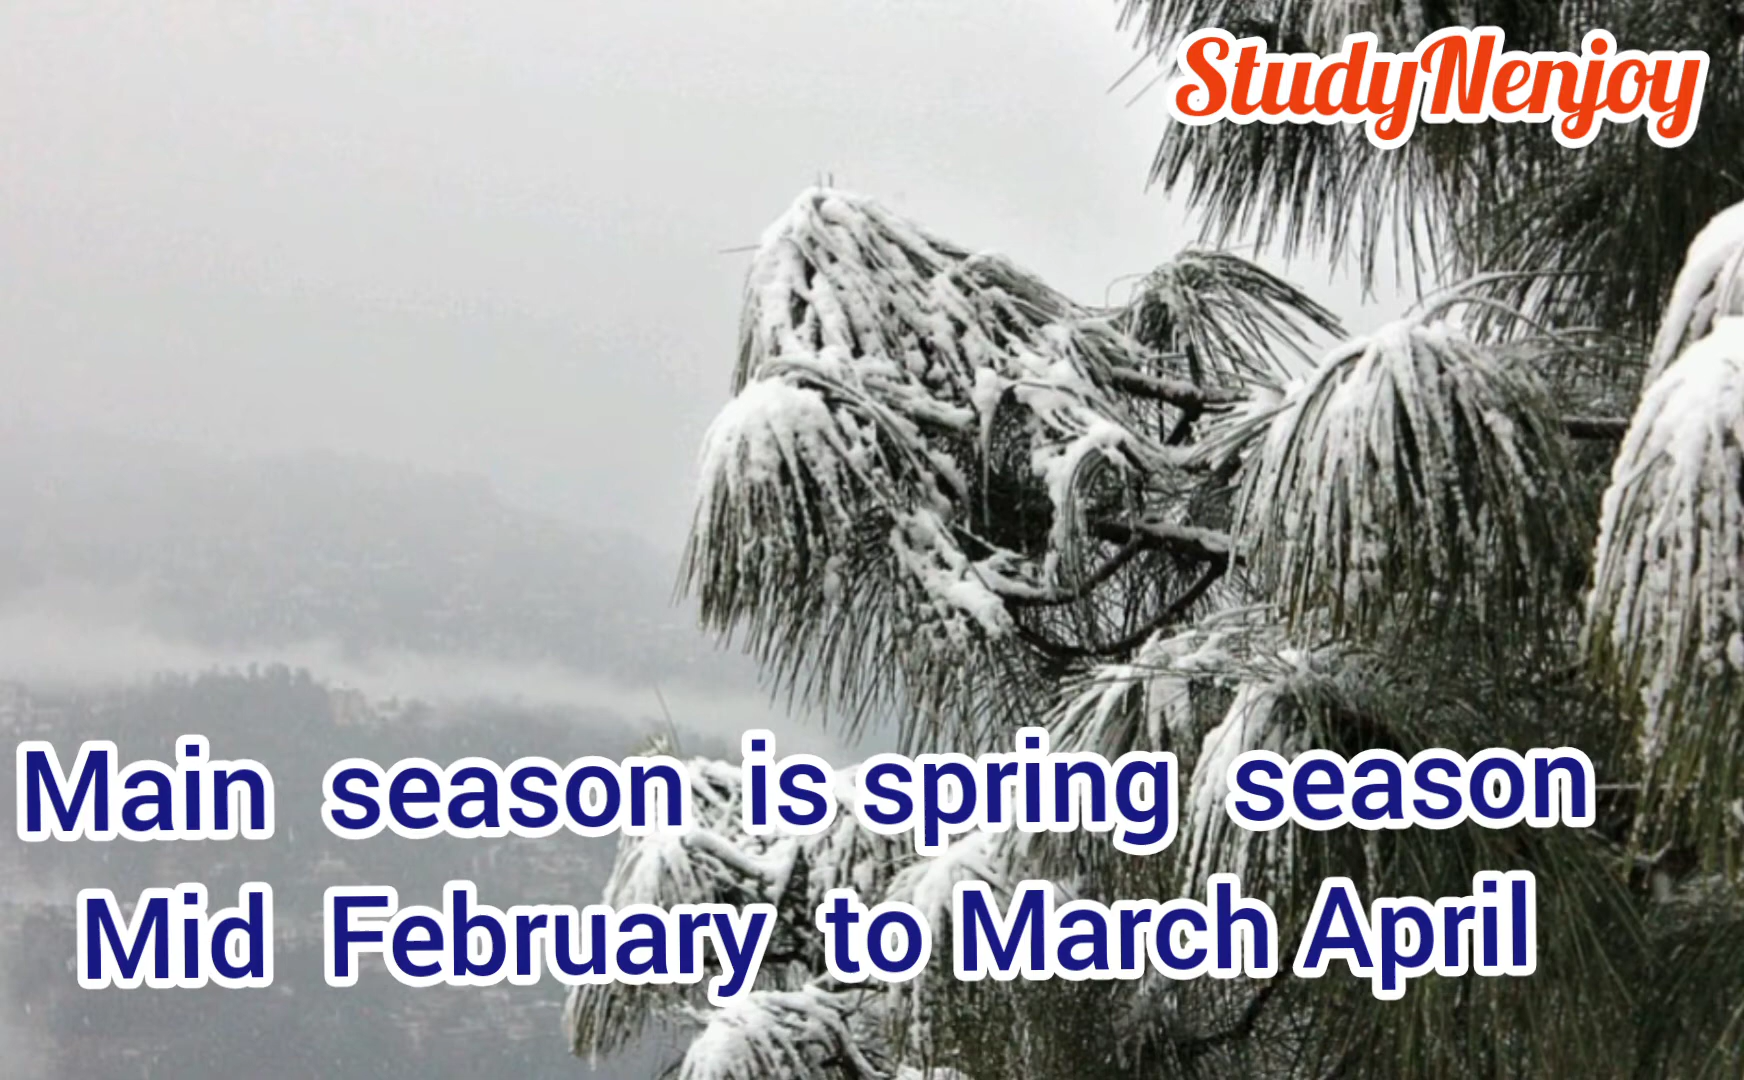 StudyNenjoy
Main season is spring season
Mid February to March April